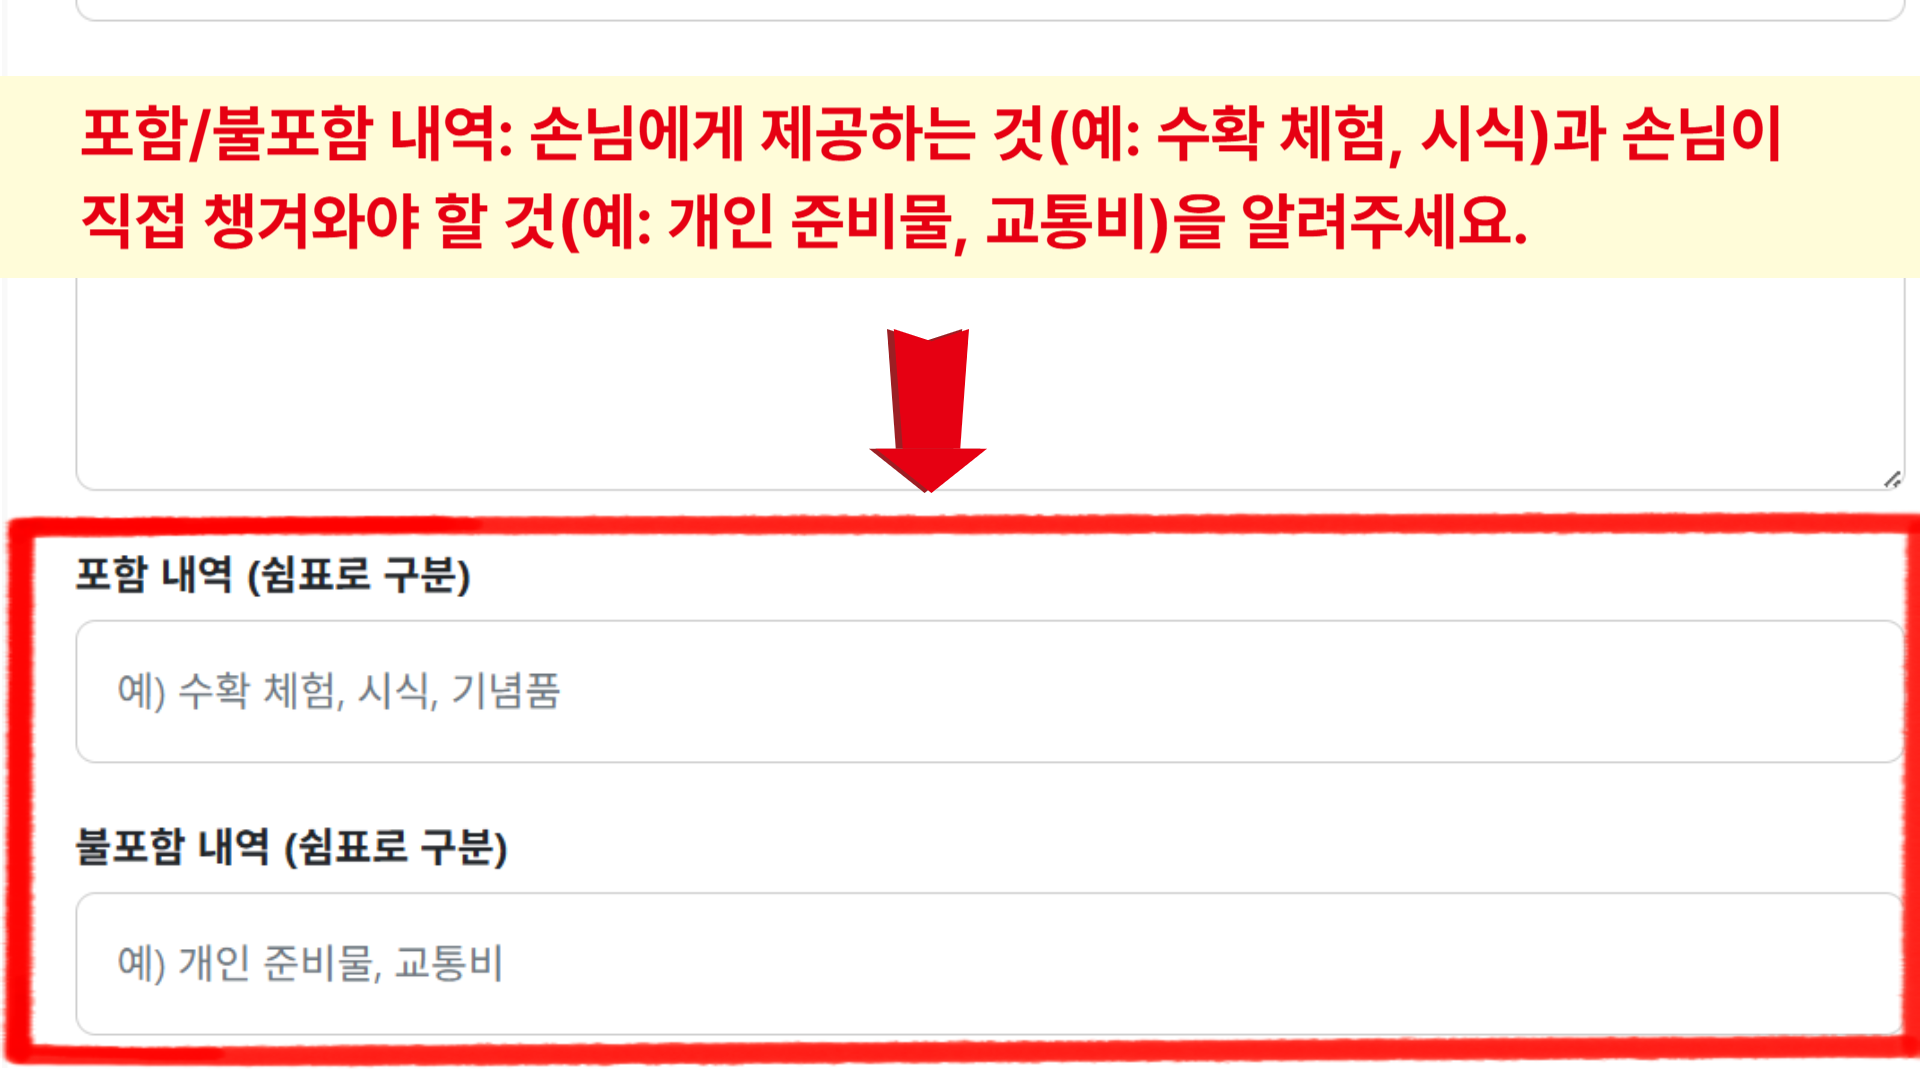 포함/불포함 내역: 손님에게 제공하는 것(예: 수확 체험, 시식)과 손님이
직접 챙겨와야 할 것(예: 개인 준비물, 교통비)을 알려주세요.
포함 내역 (쉼표로 구분)
예) 수확 체험, 시식, 기념품
불포함 내역 (쉼표로 구분)
예) 개인 준비물, 교통비